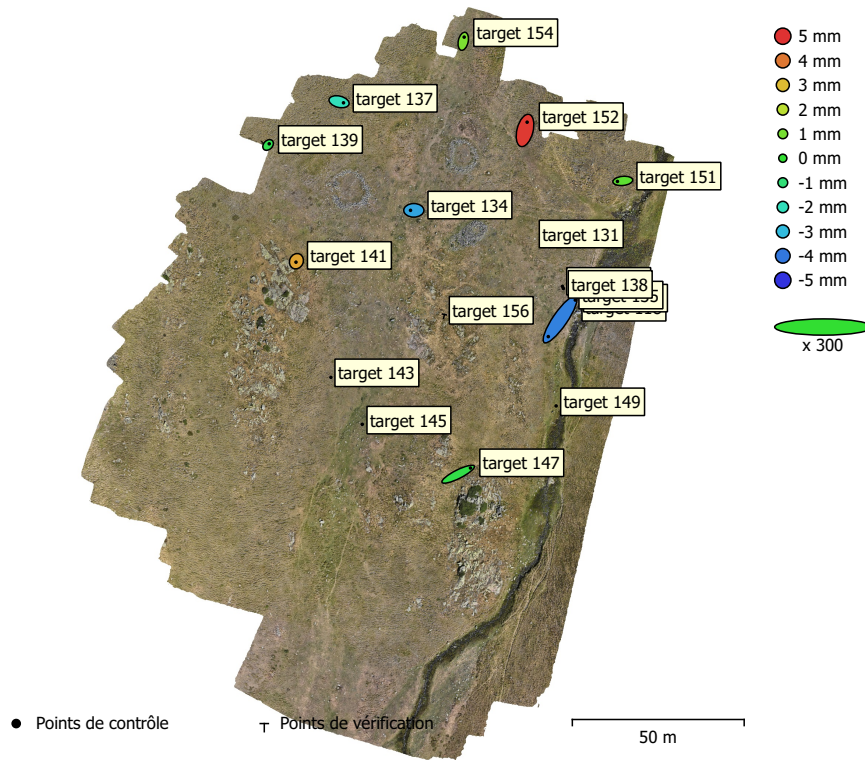 target 154
target 137
target 152
target 139
target 151
target 134
target 131
target 141
target 138
target 156
target 143
target 149
target 145
target 147
5 mm
4 mm
3 mm
2 mm
1 mm
0 mm
-1 mm
-2 mm
-3 mm
-4 mm
-5 mm
x 300
Points de contrôle
Points de vérification
50 m